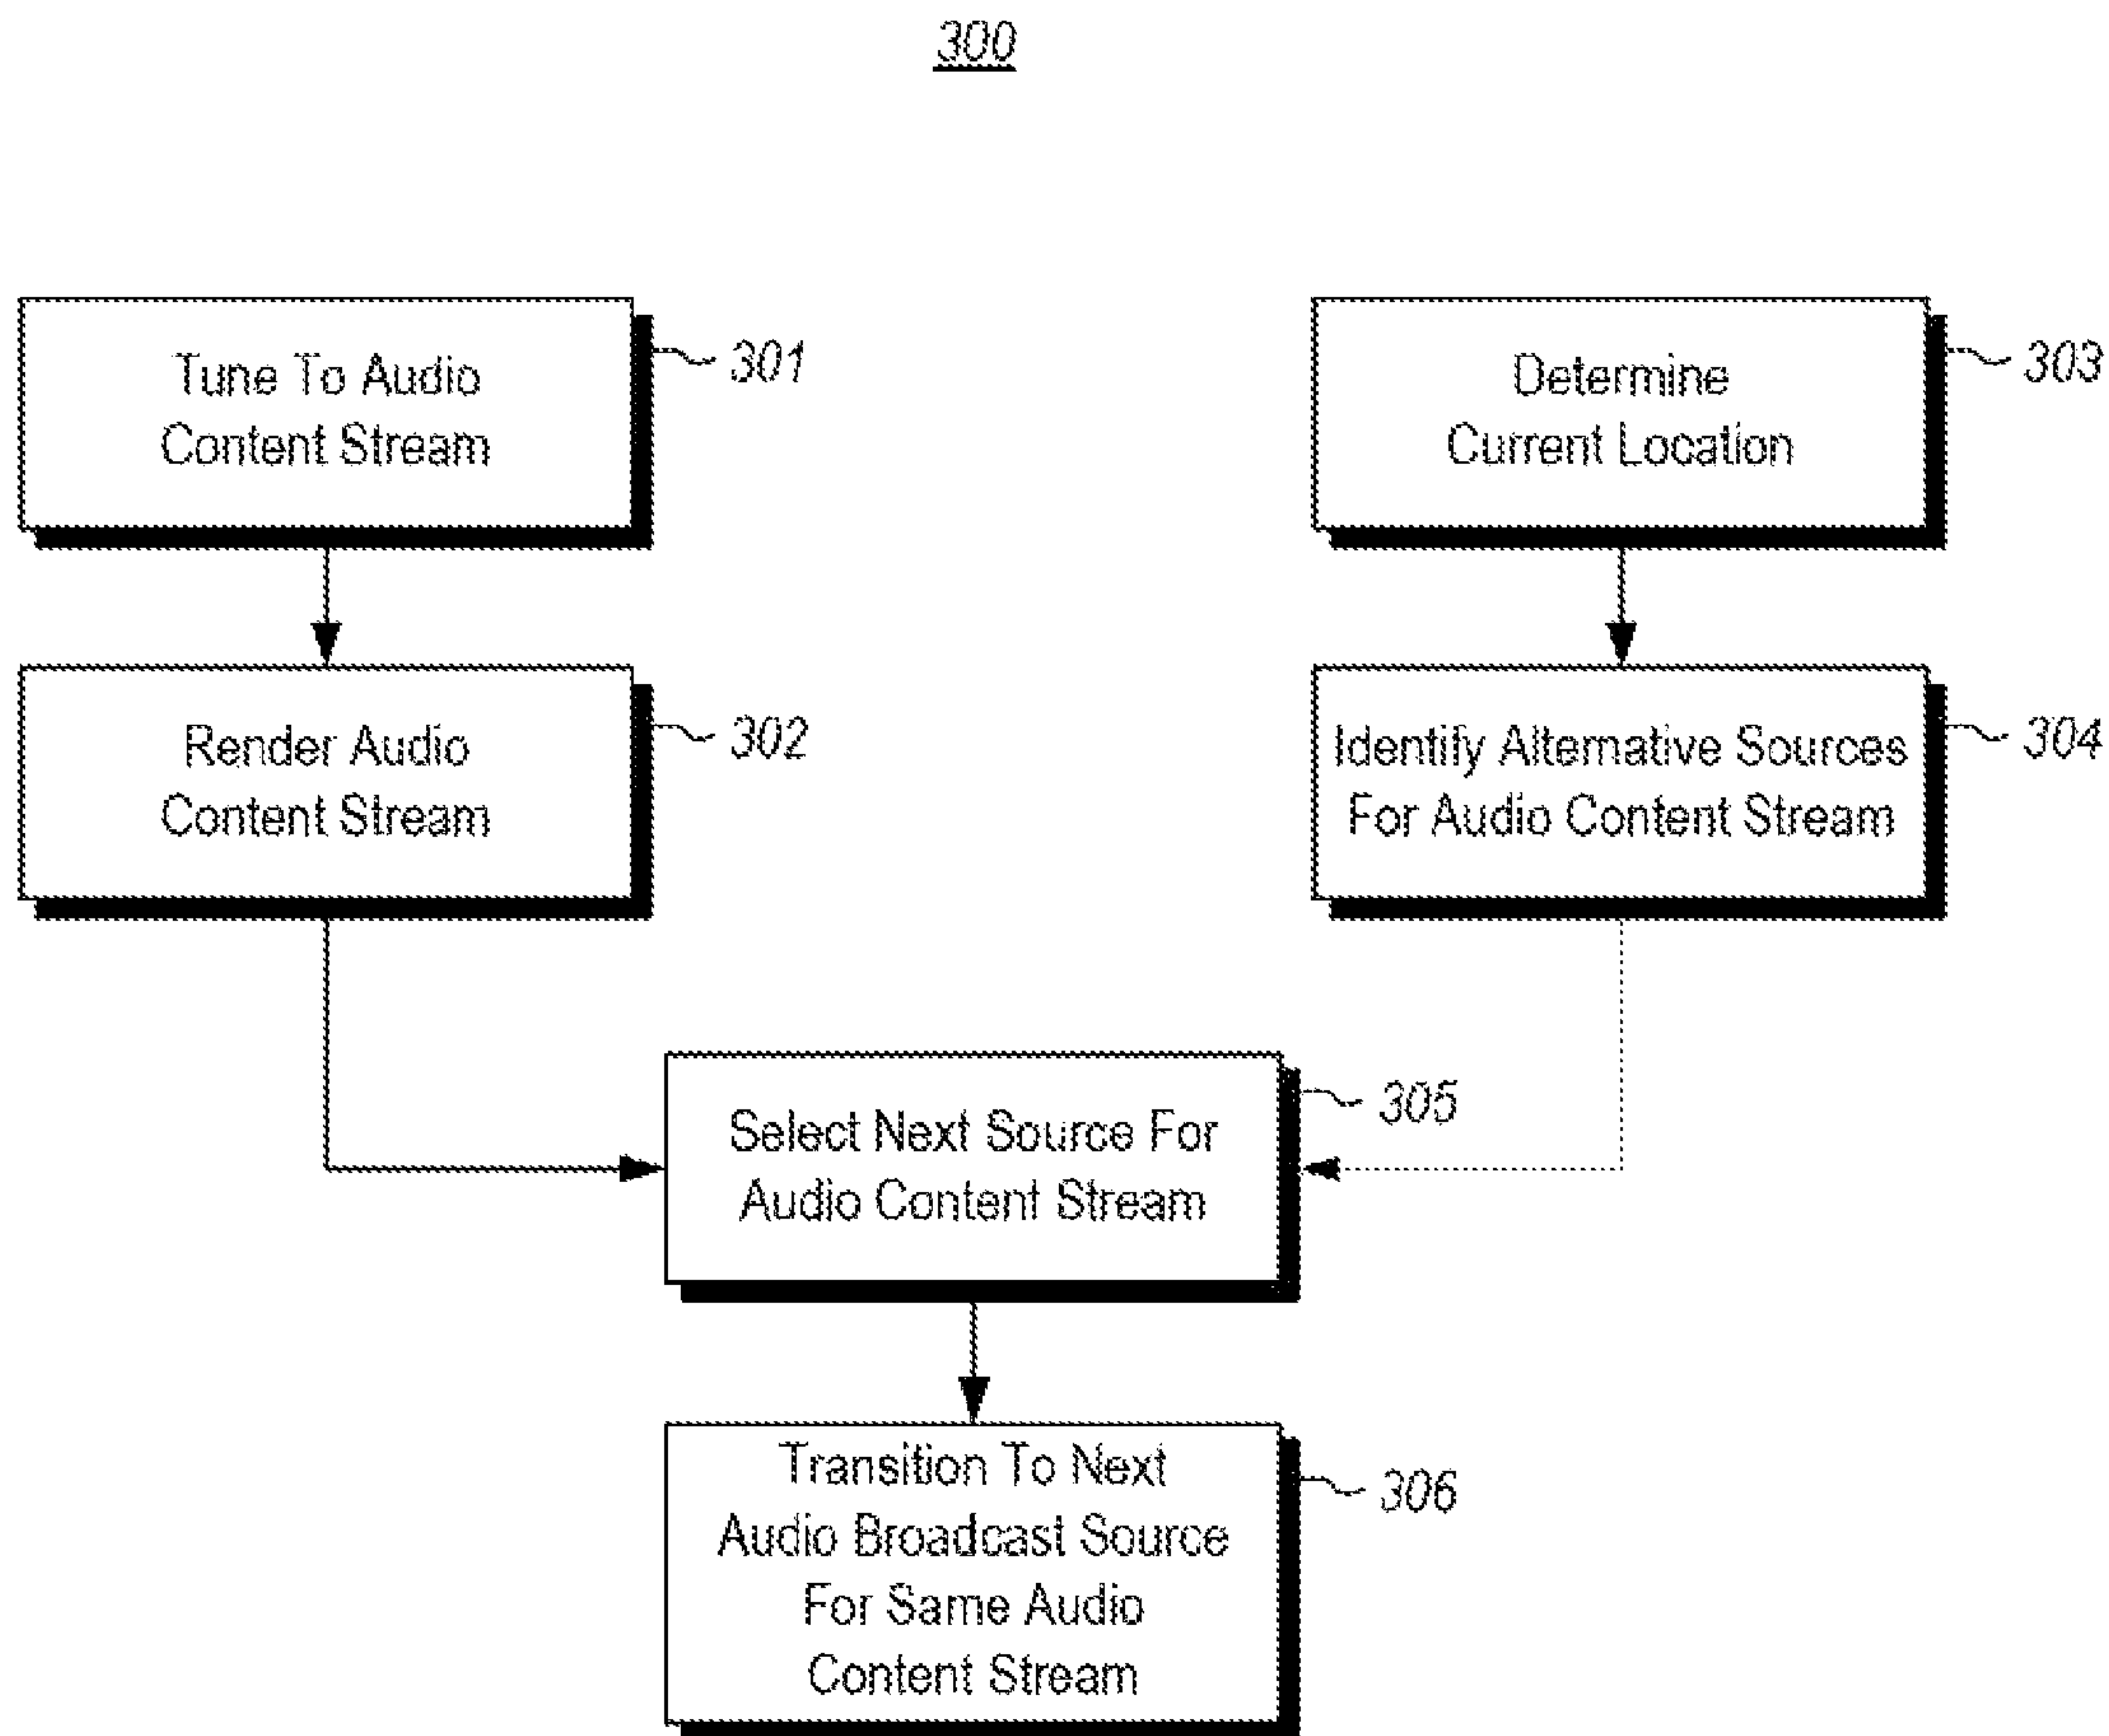 300
Tune To Audio
Content Stream
301
Determine
Current Location
303
Render Audio
Content Stream
302
Identify Alternative Sources
For Audio Content Stream
304
Select Next Source For
Audio Content Stream
305
Transition To Next
Audio Broadcast Source
For Same Audio
Content Stream
306